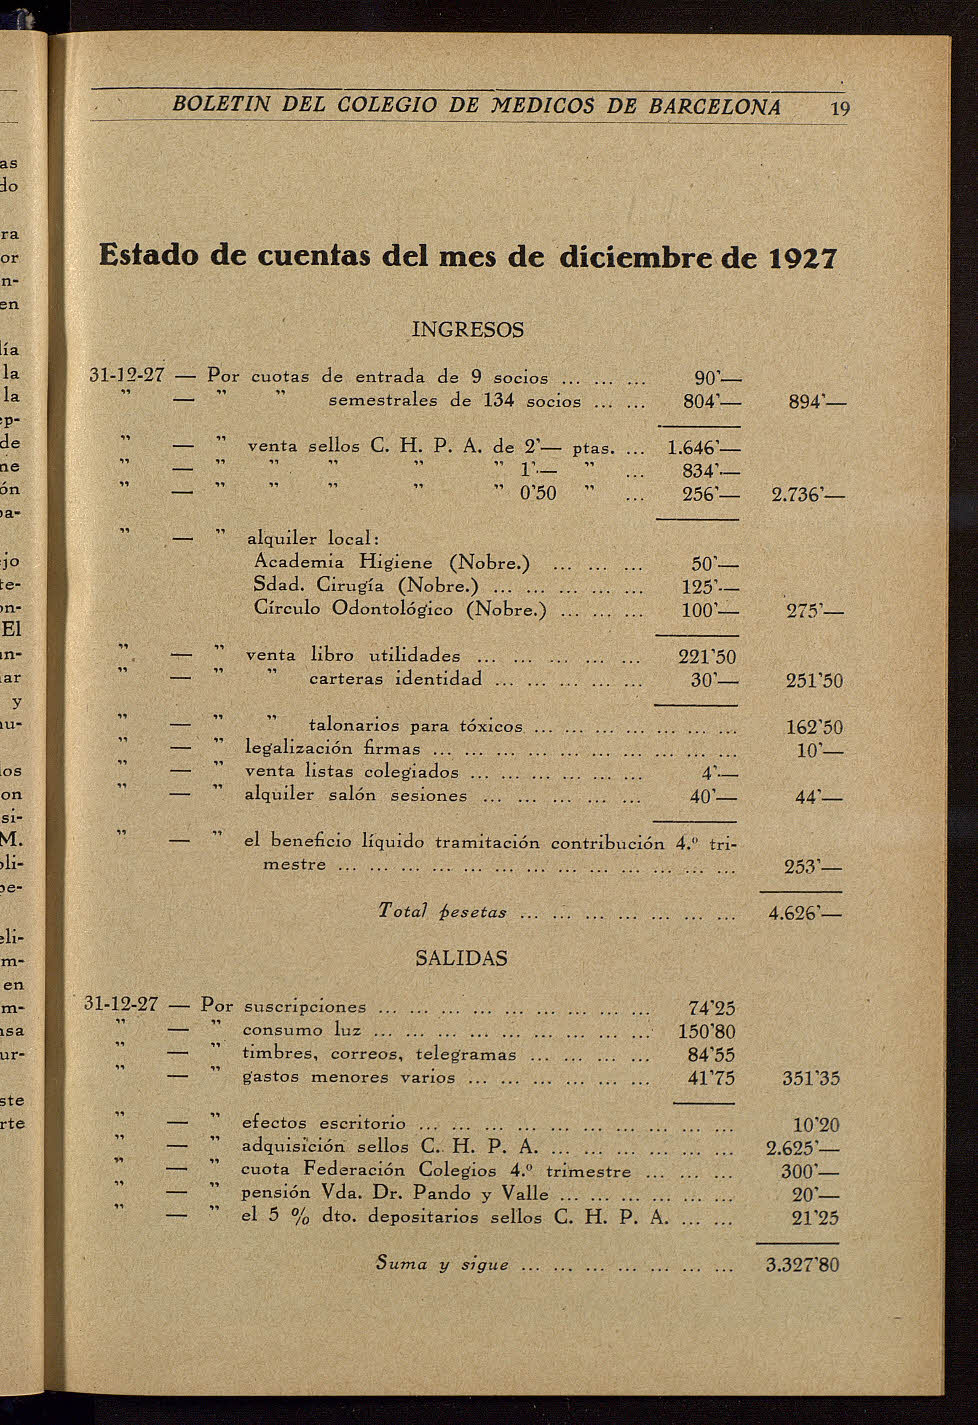 BOLETIN DEL COLEGIO DE MEDICOS DE BARCELONA 19
Estado de cuentas del mes de diciembre de 1927
INGRESOS
31-12-27 — Por cuotas de entrada de 9 socios ... ... ... 90'—
" — " " semestrales de 134 socios ... ... 804'— 894'—
" — " venta sellos C. H. P. A. de 2'— ptas. ... 1.646'—
" — " " " " " 1'.— " ... 834'.—
" — " " " " " 0'50 " ... 256'— 2.736'—
" — " alquiler local:
Academia Higiene (Nobre.) ... ... ... 50'—
Sdad. Cirugía (Nobre.) ... ... ... ... ... 125'.—
Círculo Odontológico (Nobre.) ... ... ... 100'— 275'—
" — " venta libro utilidades ... ... ... ... ... ... 221'50
" — " " carteras identidad ... ... ... ... ... 30'— 251'50
" — " " talonarios para tóxicos ... ... ... ... ... ... ... 162'50
" — " legalización firmas ... ... ... ... ... ... ... ... ... ... 10'—
" — " venta listas colegiados ... ... ... ... ... ... 4'.—
" — " alquiler salón sesiones ... ... ... ... ... ... 40'— 44'—
" — " el beneficio líquido tramitación contribución 4.º tri-
mestre ... ... ... ... ... ... ... ... ... ... ... ... ... 253'—
Total pesetas ... ... ... ... ... ... ... 4.626'—
SALIDAS
31-12-27 — Por suscripciones ... ... ... ... ... ... ... ... ... 74'25
" — " consumo luz ... ... ... ... ... ... ... ... ... 150'80
" — " timbres, correos, telegramas ... ... ... ... 84'55
" — " gastos menores varios ... ... ... ... ... ... 41'75 351'35
" — " efectos escritorio ... ... ... ... ... ... ... ... ... ... 10'20
" — " adquisición sellos C. H. P. A. ... ... ... ... ... ... 2.625'—
" — " cuota Federación Colegios 4.º trimestre ... ... ... 300'—
" — " pensión Vda. Dr. Pando y Valle ... ... ... ... ... ... 20'—
" — " el 5 % dto. depositarios sellos C. H. P. A. ... ... 21'25
Suma y sigue ... ... ... ... ... ... ... 3.327'80